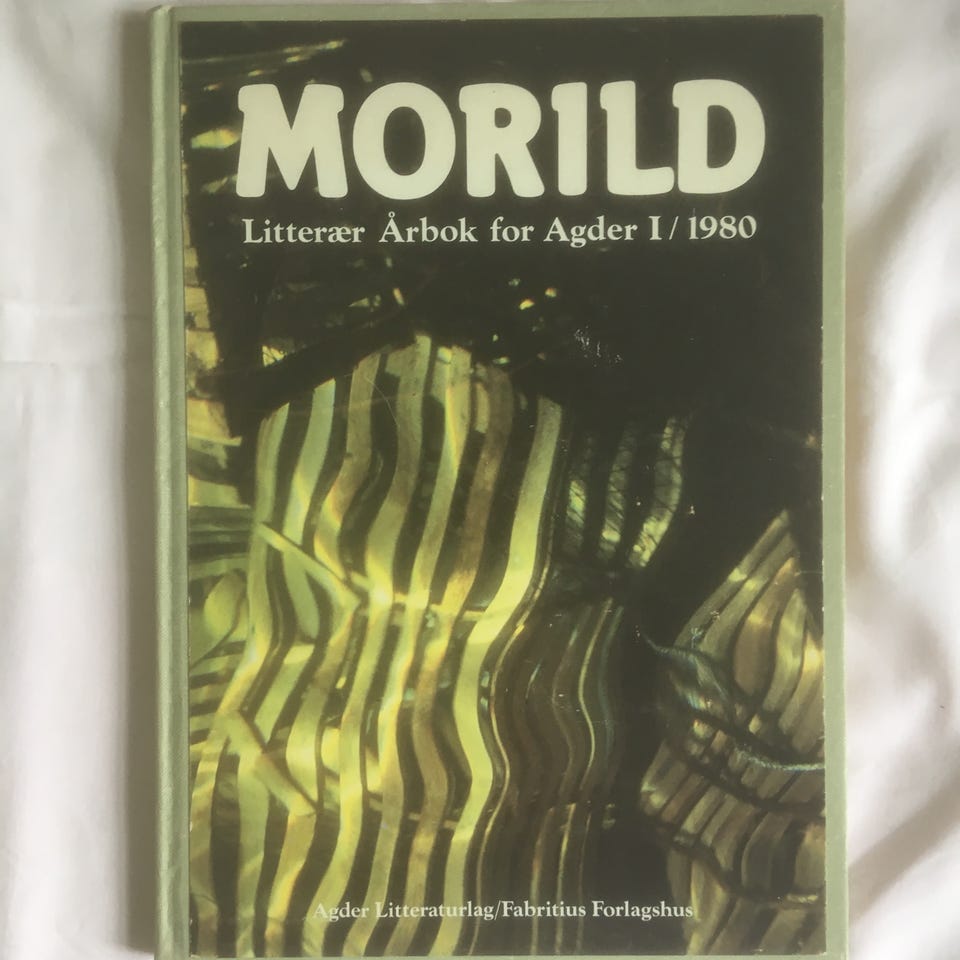 MORILD
Litterær Årbok for Agder I / 1980
Agder Litteraturlag/Fabritius Forlagshus